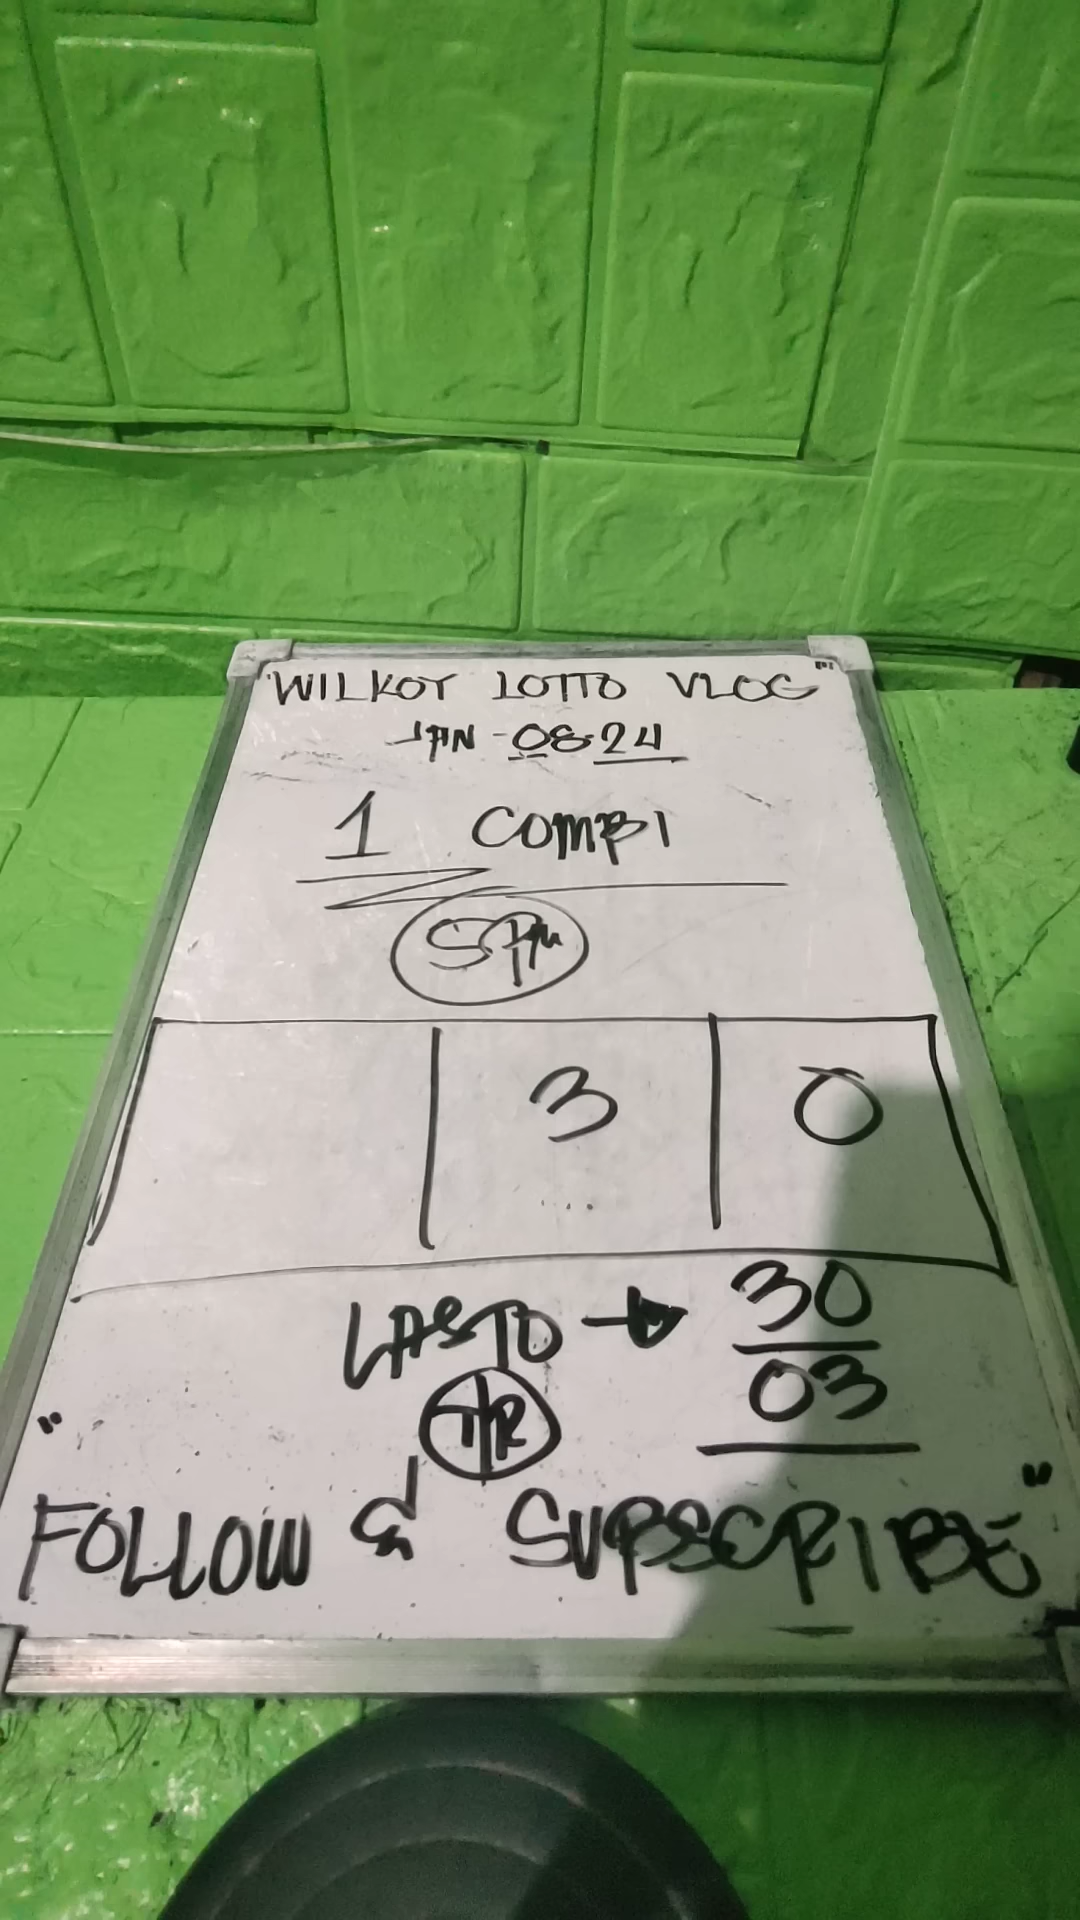 "WILKOY LOTTO VLOG"
JAN-08-24
1 COMBI
5PM
3 0
LASTO → 30
03
T/R
"FOLLOW & SUBSCRIBE"